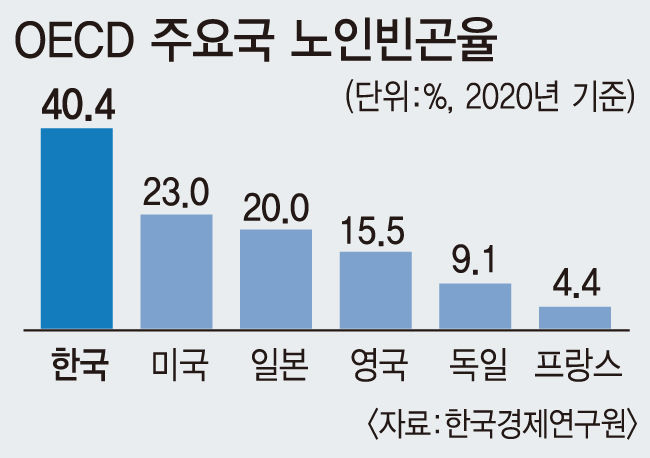 OECD 주요국 노인빈곤율
(단위:%, 2020년 기준)
40.4
23.0
20.0
15.5
9.1
4.4
한국 미국 일본 영국 독일 프랑스
〈자료:한국경제연구원〉